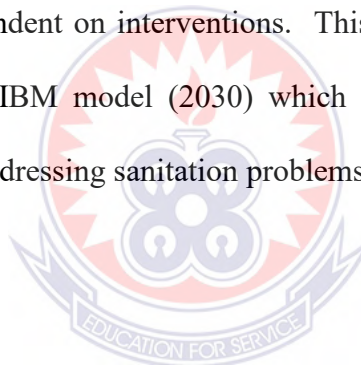 ndent on interventions. This
IBM model (2030) which
dressing sanitation problems
EDUCATION FOR SERVICE